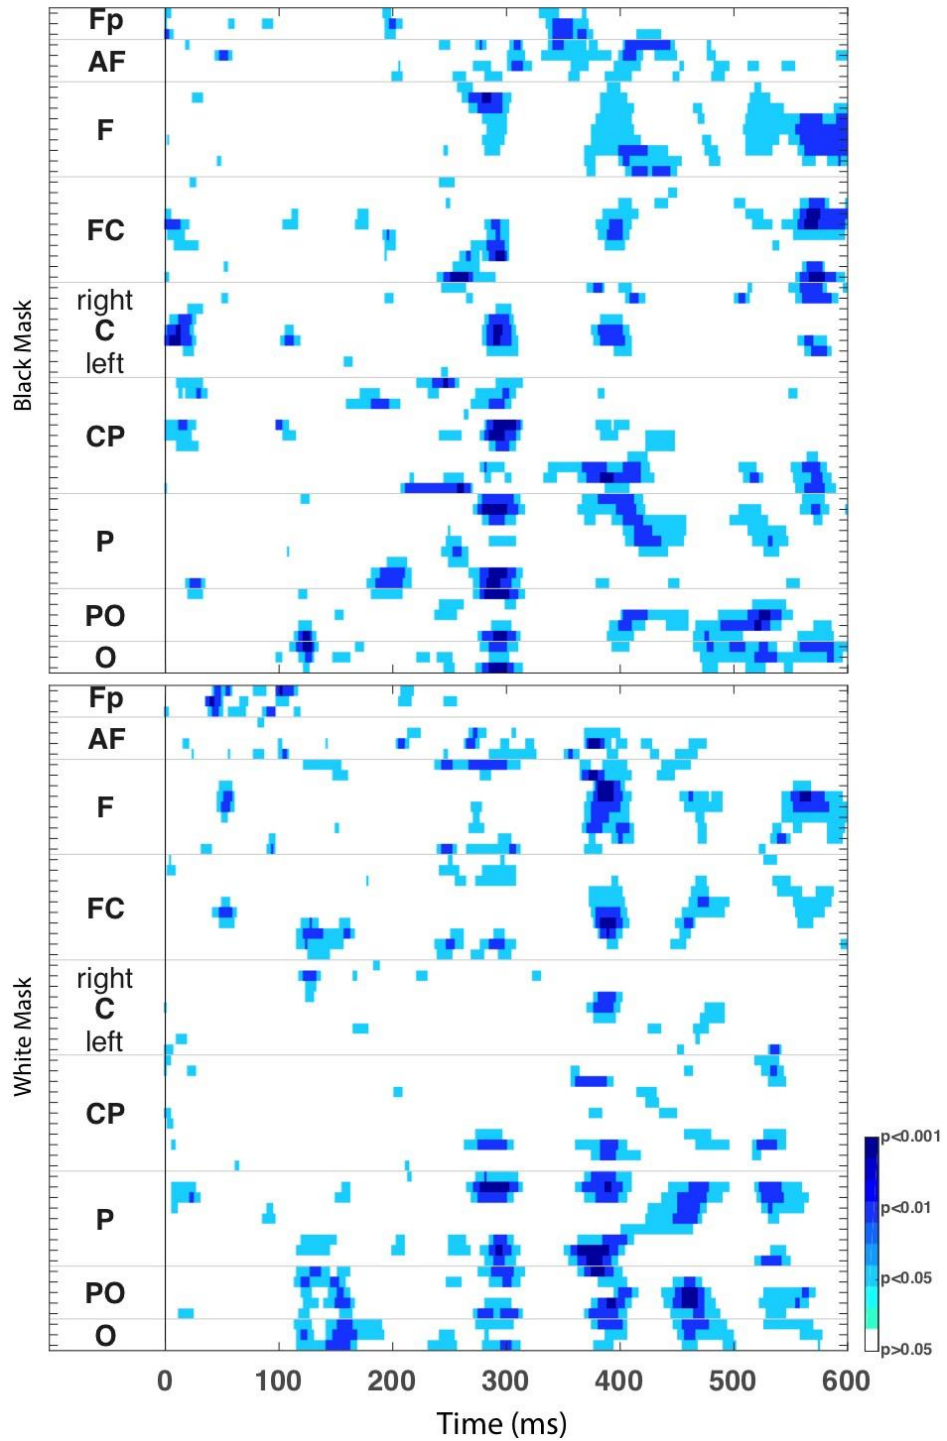 Fp
AF
F
FC
right
C
left
CP
P
PO
O
Black Mask
Fp
AF
F
FC
right
C
left
CP
P
PO
O
White Mask
p<0.001
p<0.01
p<0.05
p>0.05
0 100 200 300 400 500 600
Time (ms)